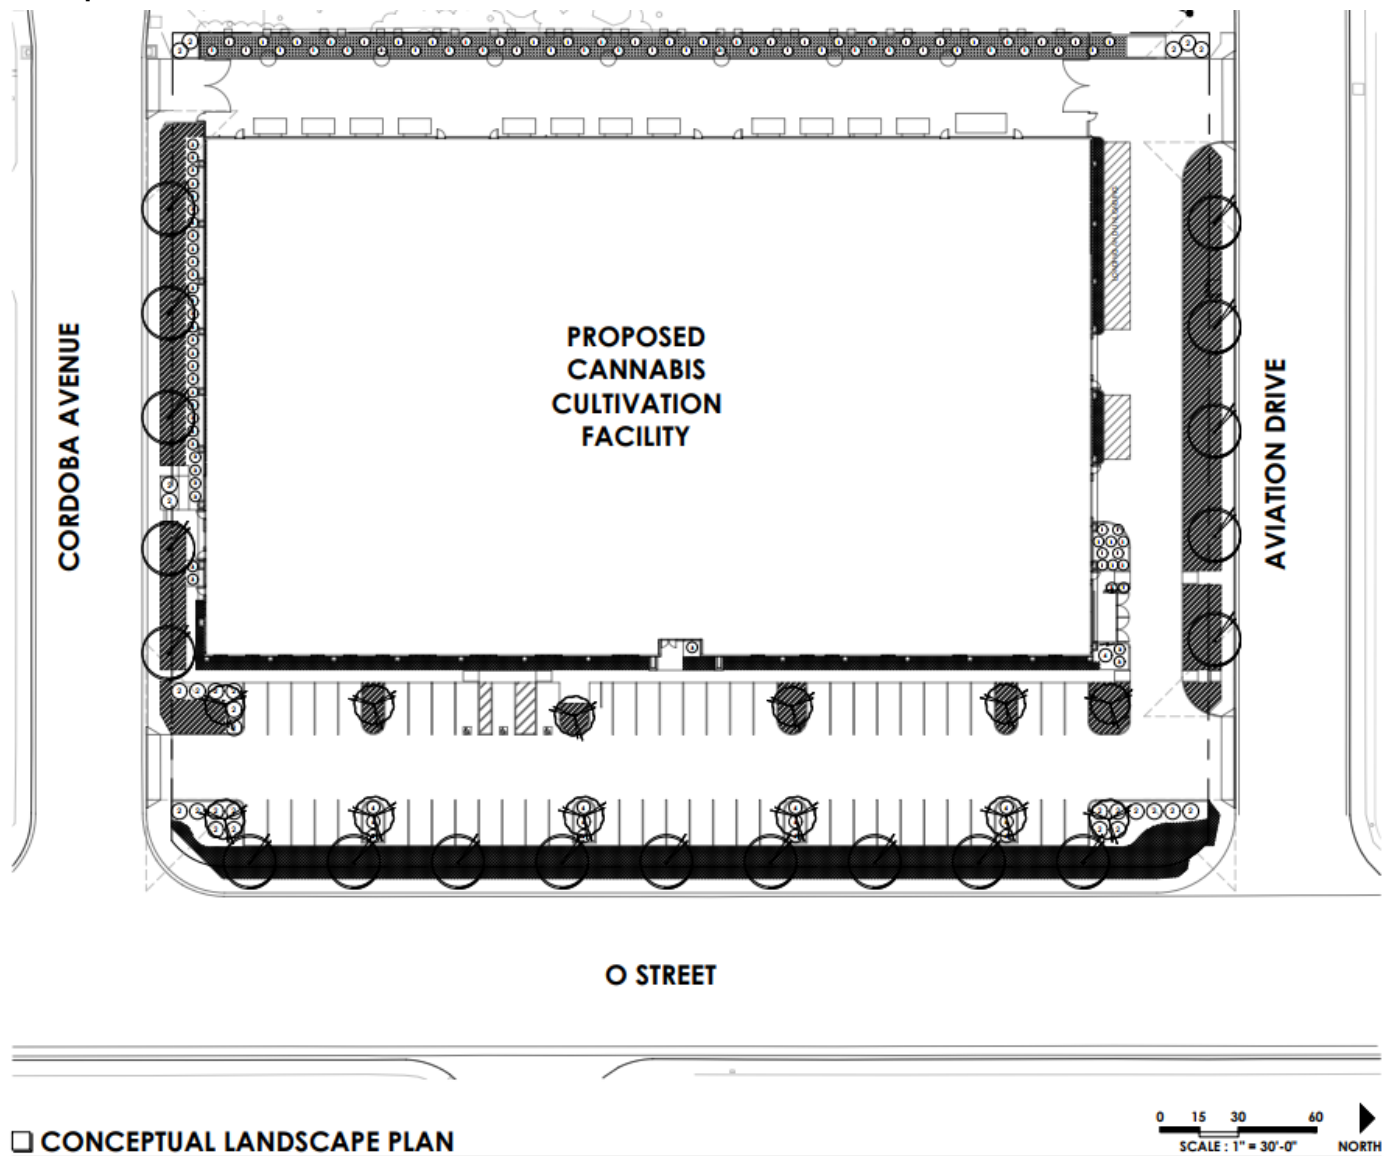 PROPOSED
CANNABIS
CULTIVATION
FACILITY
CORDOBA AVENUE
AVIATION DRIVE
O STREET
CONCEPTUAL LANDSCAPE PLAN
0 15 30 60
SCALE : 1" = 30'-0"
NORTH